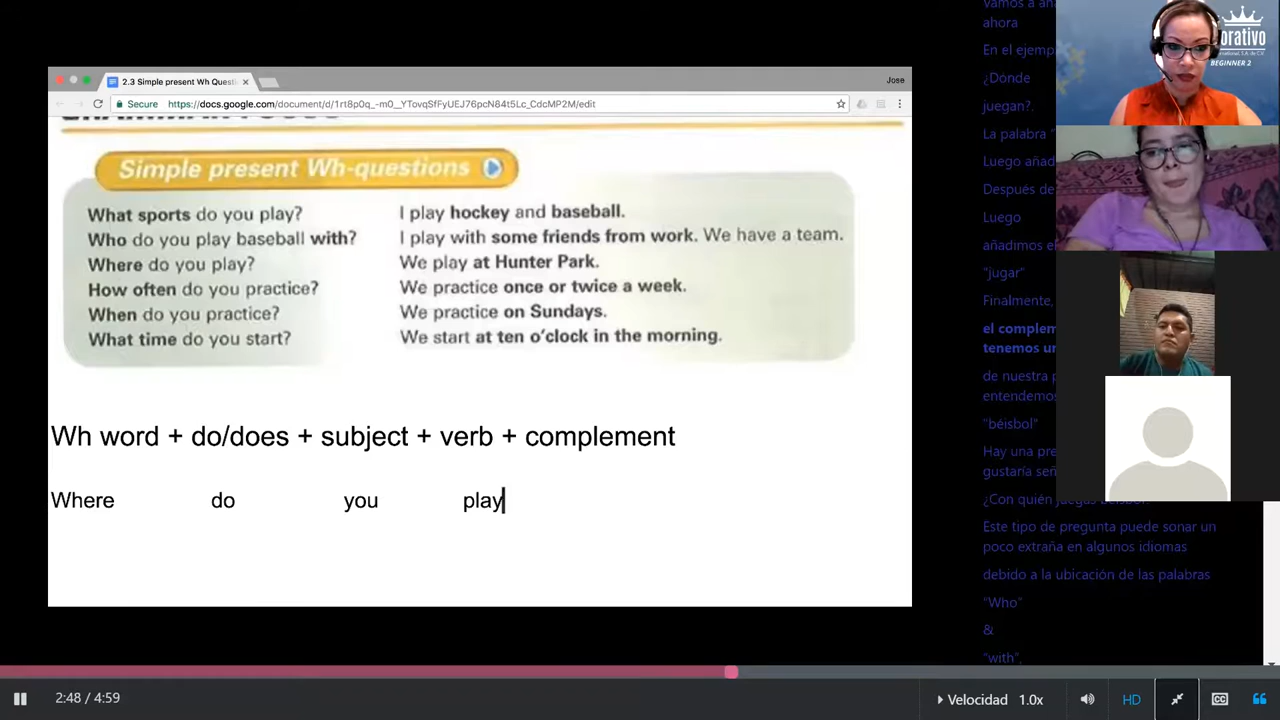 Vamos a
ahora
orativo
En el
BEGINNER 2
¿Dónde
juegan?.
La palabra
Luego
Después de
Luego
añadimos
"jugar"
Finalmente,
el
tenemos
de nuestra
entendemos
"béisbol"
Hay una
gustaría
¿Con quién juegas béisbol?
Este tipo de pregunta puede sonar un
poco extraña en algunos idiomas
debido a la ubicación de las palabras
“Who”
&
“with”,
2.3 Simple present Wh Questi
Jose
Secure https://docs.google.com/document/d/1rt8p0q_-m0__YTovqSfFyUEJ76pcN84t5Lc_CdcMP2M/edit
Simple present Wh-questions
What sports do you play? I play hockey and baseball.
Who do you play baseball with? I play with some friends from work. We have a team.
Where do you play? We play at Hunter Park.
How often do you practice? We practice once or twice a week.
When do you practice? We practice on Sundays.
What time do you start? We start at ten o'clock in the morning.
Wh word + do/does + subject + verb + complement
Where do you play
2:48 / 4:59
Velocidad 1.0x
HD
CC